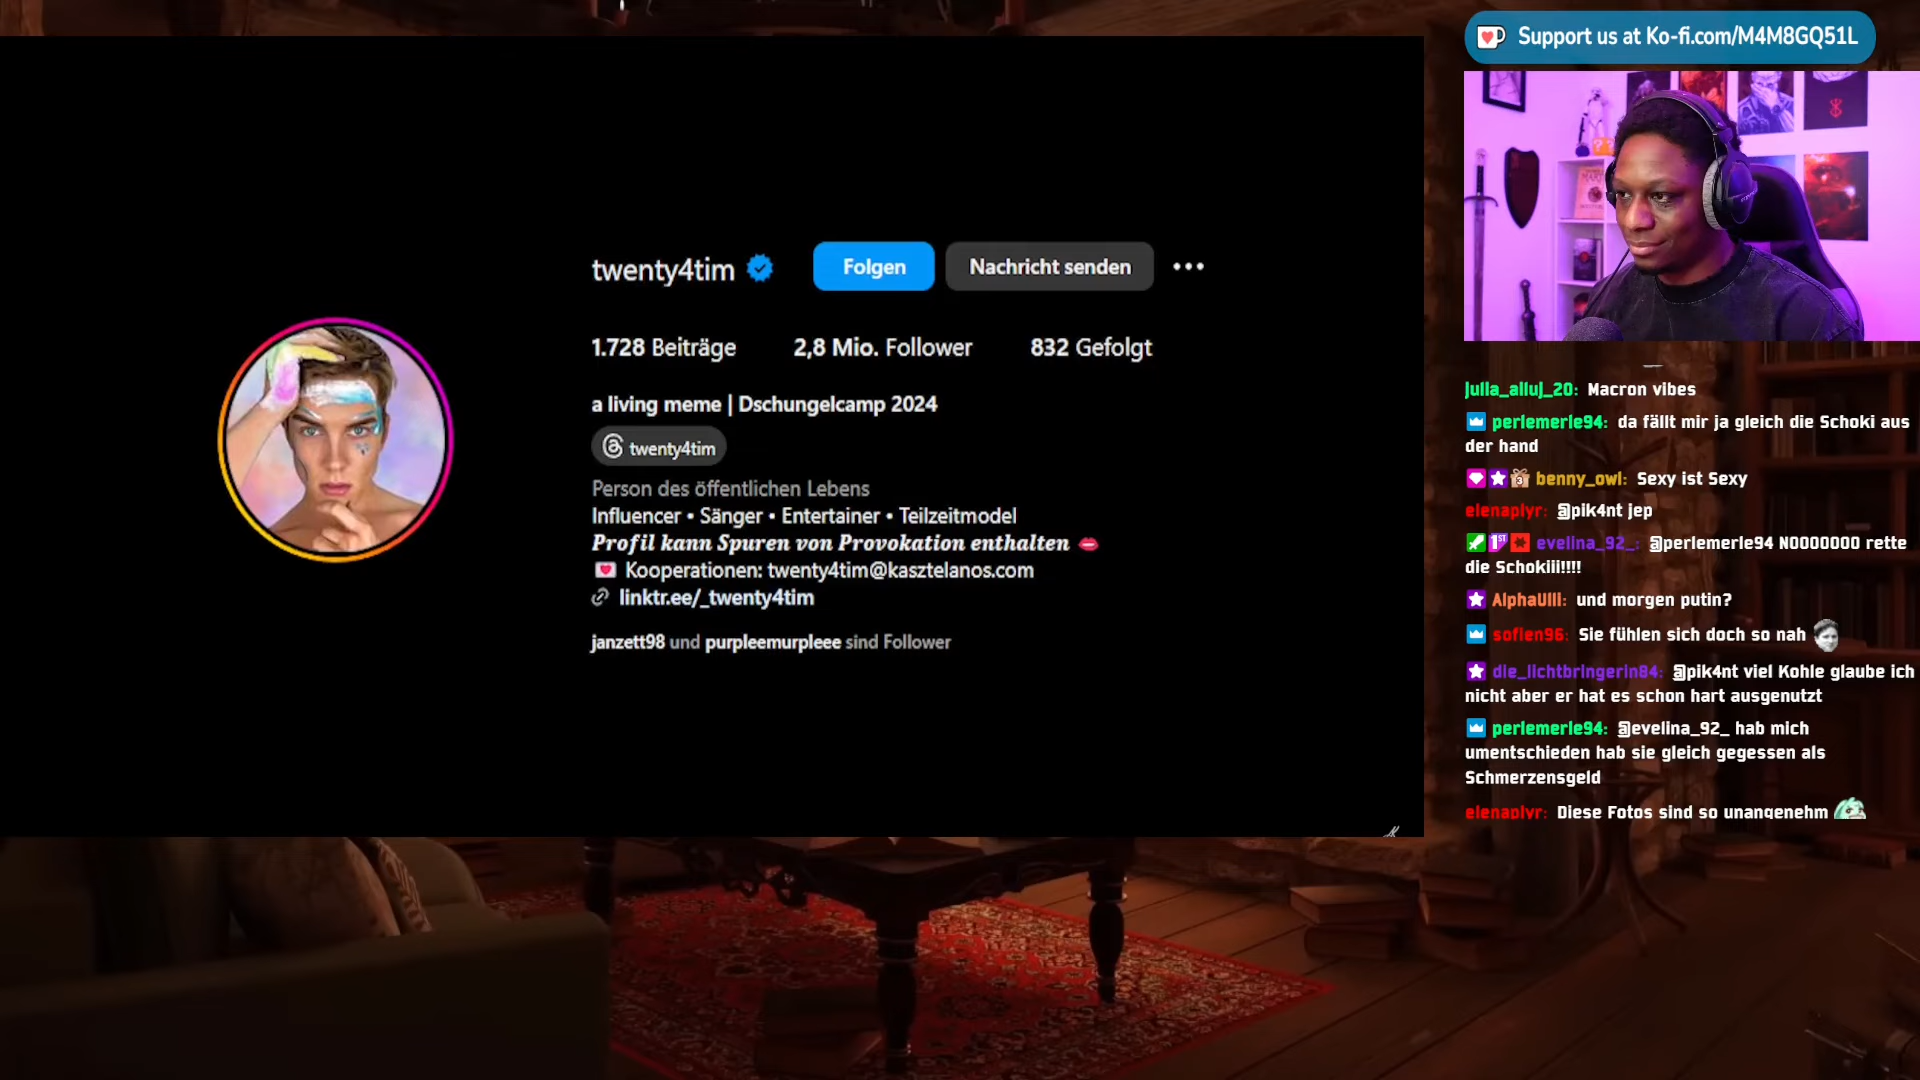 Support us at Ko-fi.com/M4M8GQ51L
twenty4tim
Folgen
Nachricht senden
1.728 Beiträge
2,8 Mio. Follower
832 Gefolgt
a living meme | Dschungelcamp 2024
twenty4tim
Person des öffentlichen Lebens
Influencer • Sänger • Entertainer • Teilzeitmodel
Profil kann Spuren von Provokation enthalten 👄
💌 Kooperationen: twenty4tim@kasztelanos.com
linktr.ee/_twenty4tim
janzett98 und purpleemurpleee sind Follower
julia_alluj_20: Macron vibes
perlemerle94: da fällt mir ja gleich die Schoki aus
der hand
benny_owl: Sexy ist Sexy
elenaplyr: @pik4nt jep
evelina_92_: @perlemerle94 NOOOOOOO rette
die Schokiii!!!!
AlphaUlli: und morgen putin?
sofien96: Sie fühlen sich doch so nah
die_lichtbringerin84: @pik4nt viel Kohle glaube ich
nicht aber er hat es schon hart ausgenutzt
perlemerle94: @evelina_92_ hab mich
umentschieden hab sie gleich gegessen als
Schmerzensgeld
elenaplyr: Diese Fotos sind so unangenehm